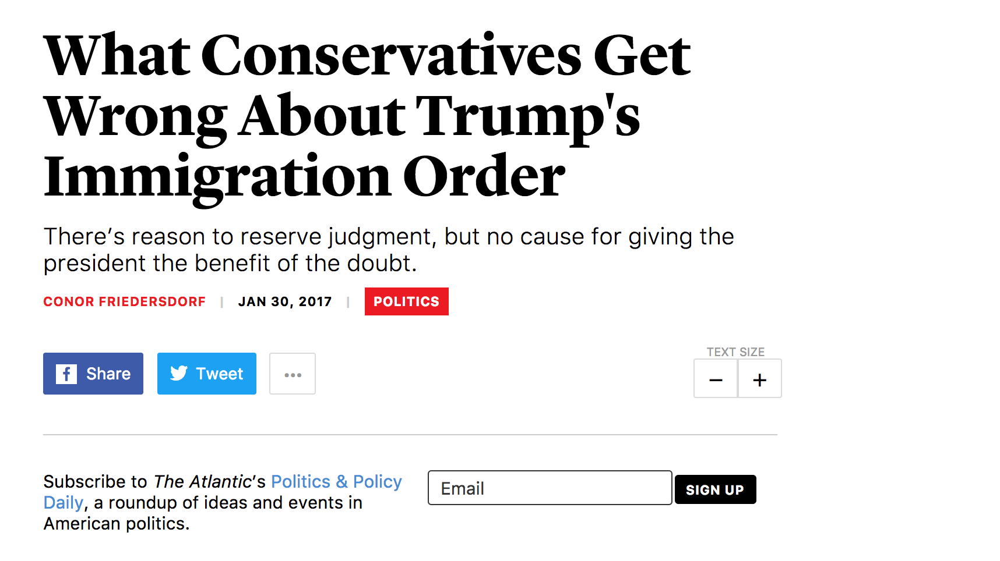 What Conservatives Get
Wrong About Trump's
Immigration Order
There’s reason to reserve judgment, but no cause for giving the
president the benefit of the doubt.
CONOR FRIEDERSDORF | JAN 30, 2017 | POLITICS
Share Tweet ...
TEXT SIZE
− +
Subscribe to The Atlantic’s Politics & Policy
Daily, a roundup of ideas and events in
American politics.
Email SIGN UP